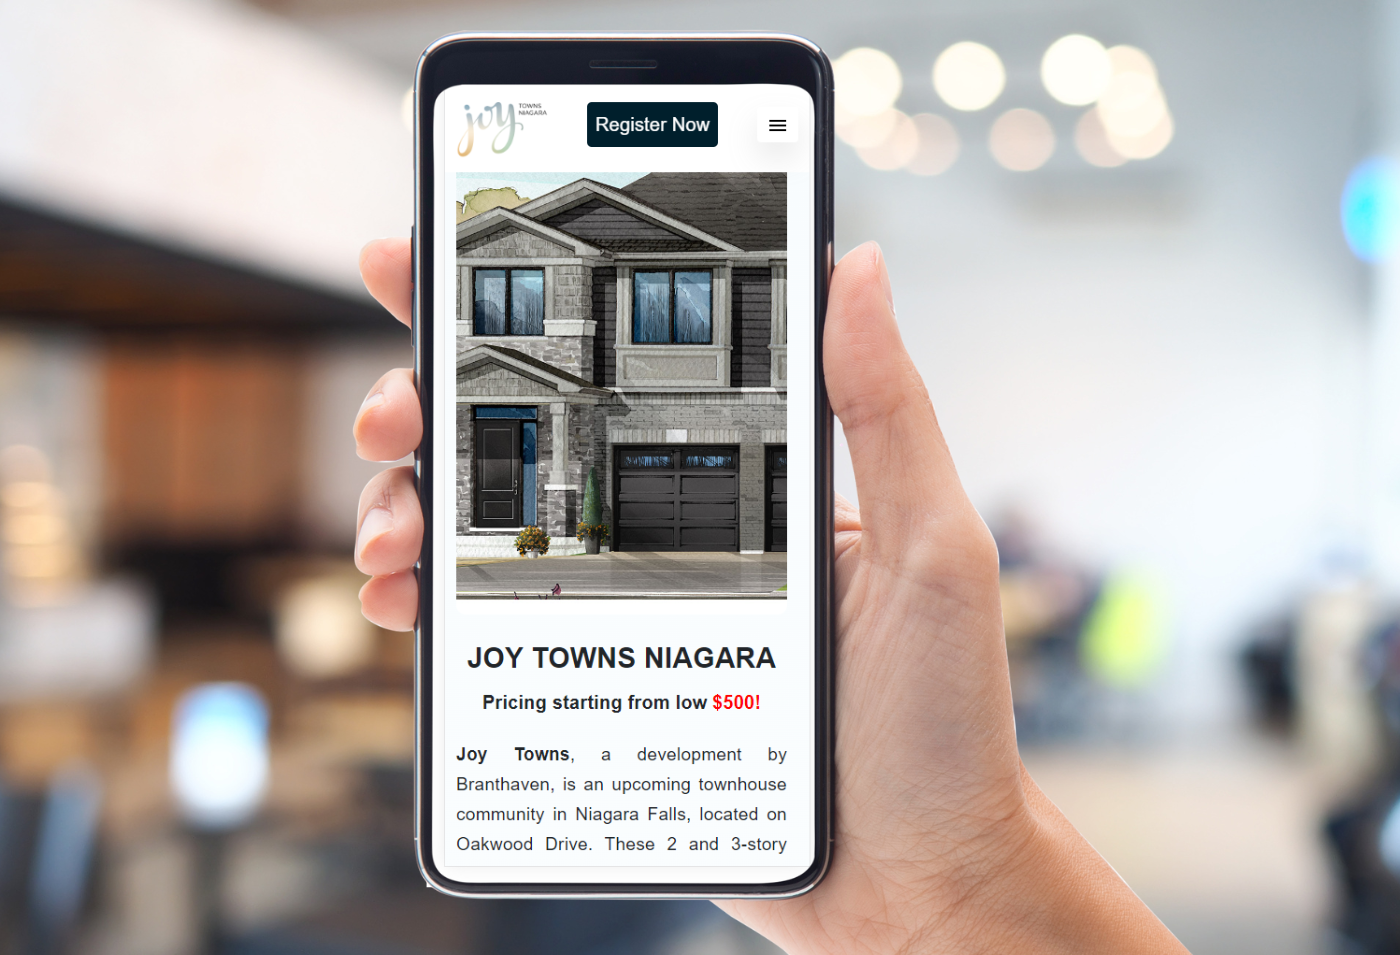 joy TOWNS
NIAGARA
Register Now
JOY TOWNS NIAGARA
Pricing starting from low $500!
Joy Towns, a development by
Branthaven, is an upcoming townhouse
community in Niagara Falls, located on
Oakwood Drive. These 2 and 3-story